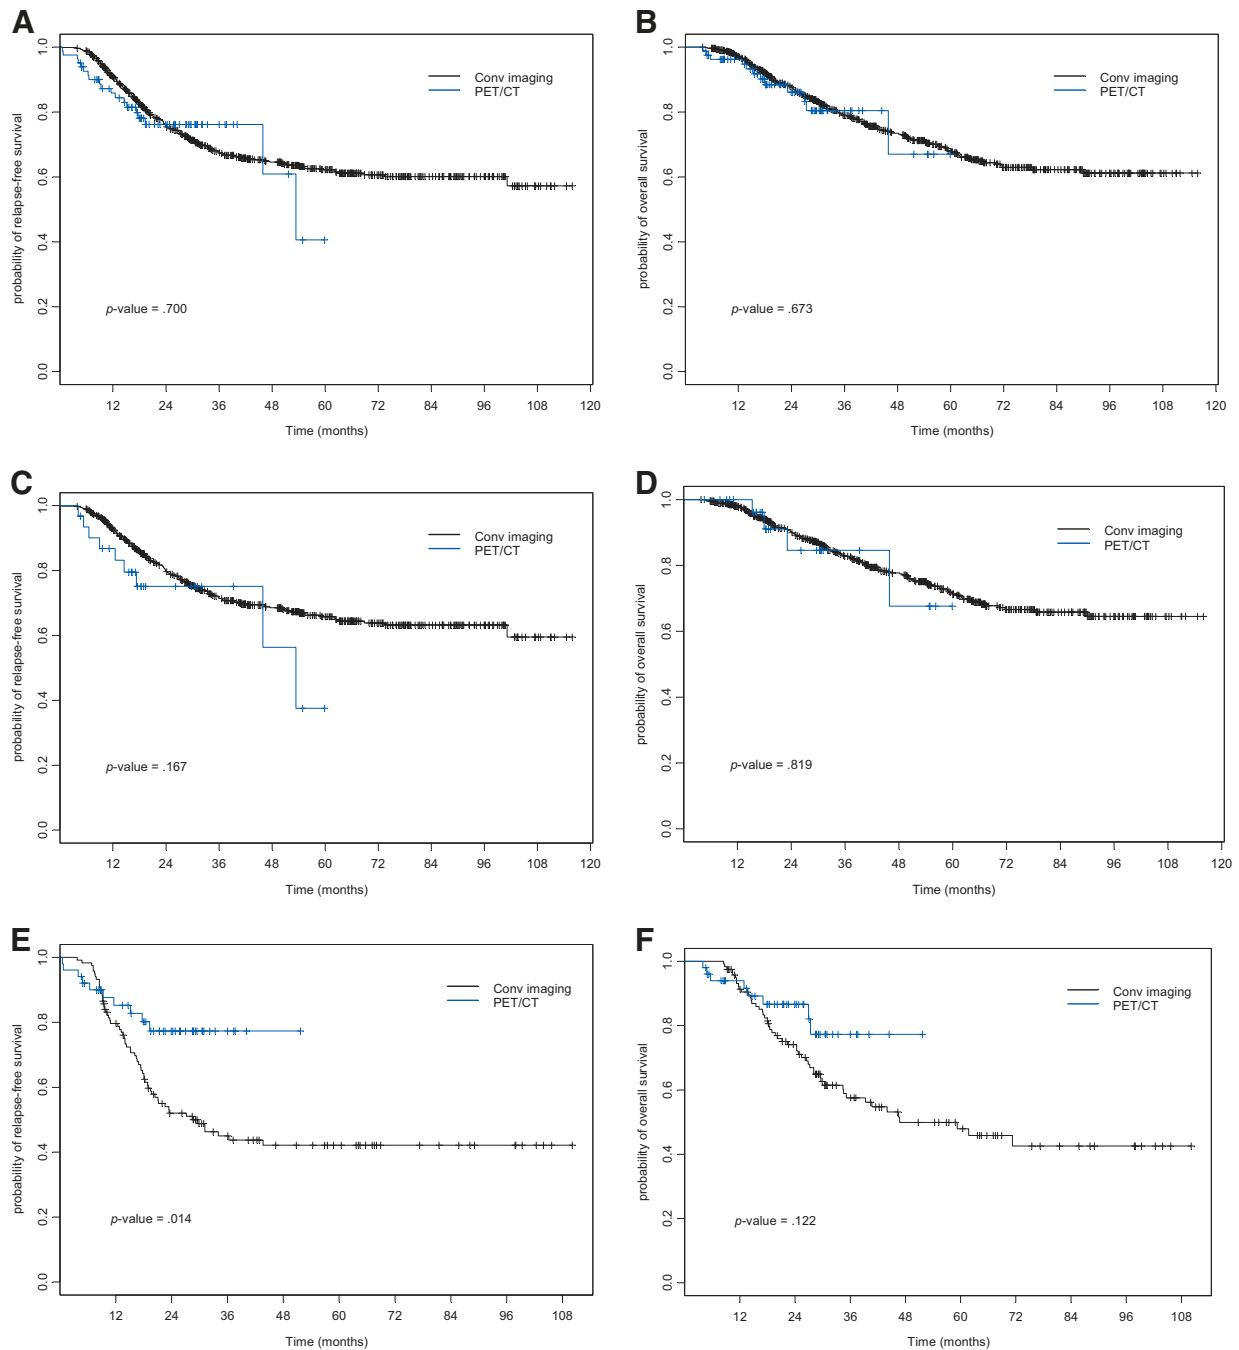 A
probability of relapse-free survival
0.0 0.2 0.4 0.6 0.8 1.0
Conv imaging
PET/CT
p-value = .700
12 24 36 48 60 72 84 96 108 120
Time (months)
B
probability of overall survival
0.0 0.2 0.4 0.6 0.8 1.0
Conv imaging
PET/CT
p-value = .673
12 24 36 48 60 72 84 96 108 120
Time (months)
C
probability of relapse-free survival
0.0 0.2 0.4 0.6 0.8 1.0
Conv imaging
PET/CT
p-value = .167
12 24 36 48 60 72 84 96 108 120
Time (months)
D
probability of overall survival
0.0 0.2 0.4 0.6 0.8 1.0
Conv imaging
PET/CT
p-value = .819
12 24 36 48 60 72 84 96 108 120
Time (months)
E
probability of relapse-free survival
0.0 0.2 0.4 0.6 0.8 1.0
Conv imaging
PET/CT
p-value = .014
12 24 36 48 60 72 84 96 108
Time (months)
F
probability of overall survival
0.0 0.2 0.4 0.6 0.8 1.0
Conv imaging
PET/CT
p-value = .122
12 24 36 48 60 72 84 96 108
Time (months)